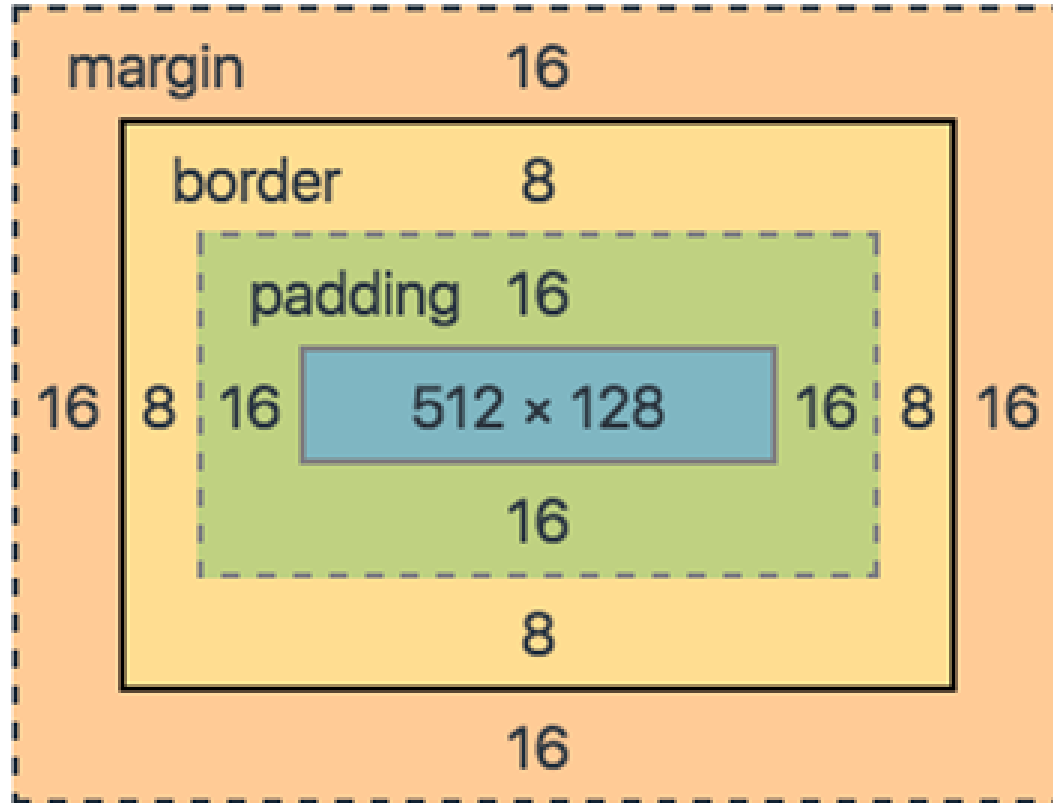 margin 16
border 8
padding 16
16 8 16 512 × 128 16 8 16
16
8
16